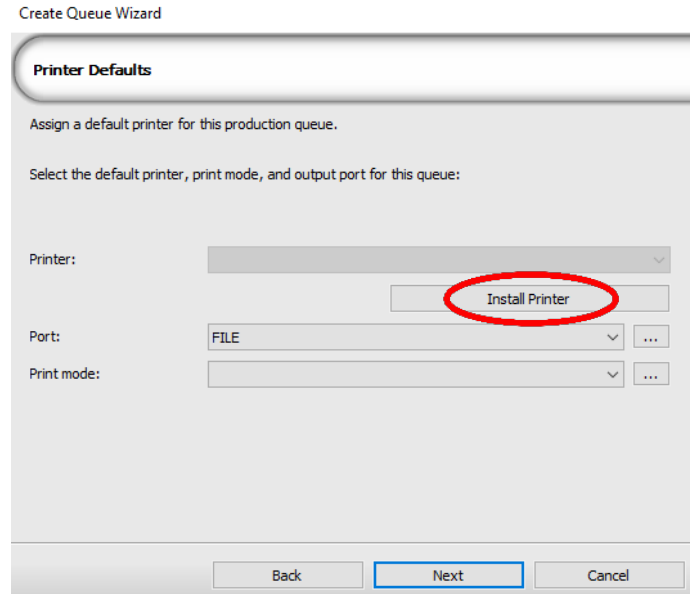 Create Queue Wizard
Printer Defaults
Assign a default printer for this production queue.
Select the default printer, print mode, and output port for this queue:
Printer:
Install Printer
Port:
FILE
...
Print mode:
...
Back
Next
Cancel